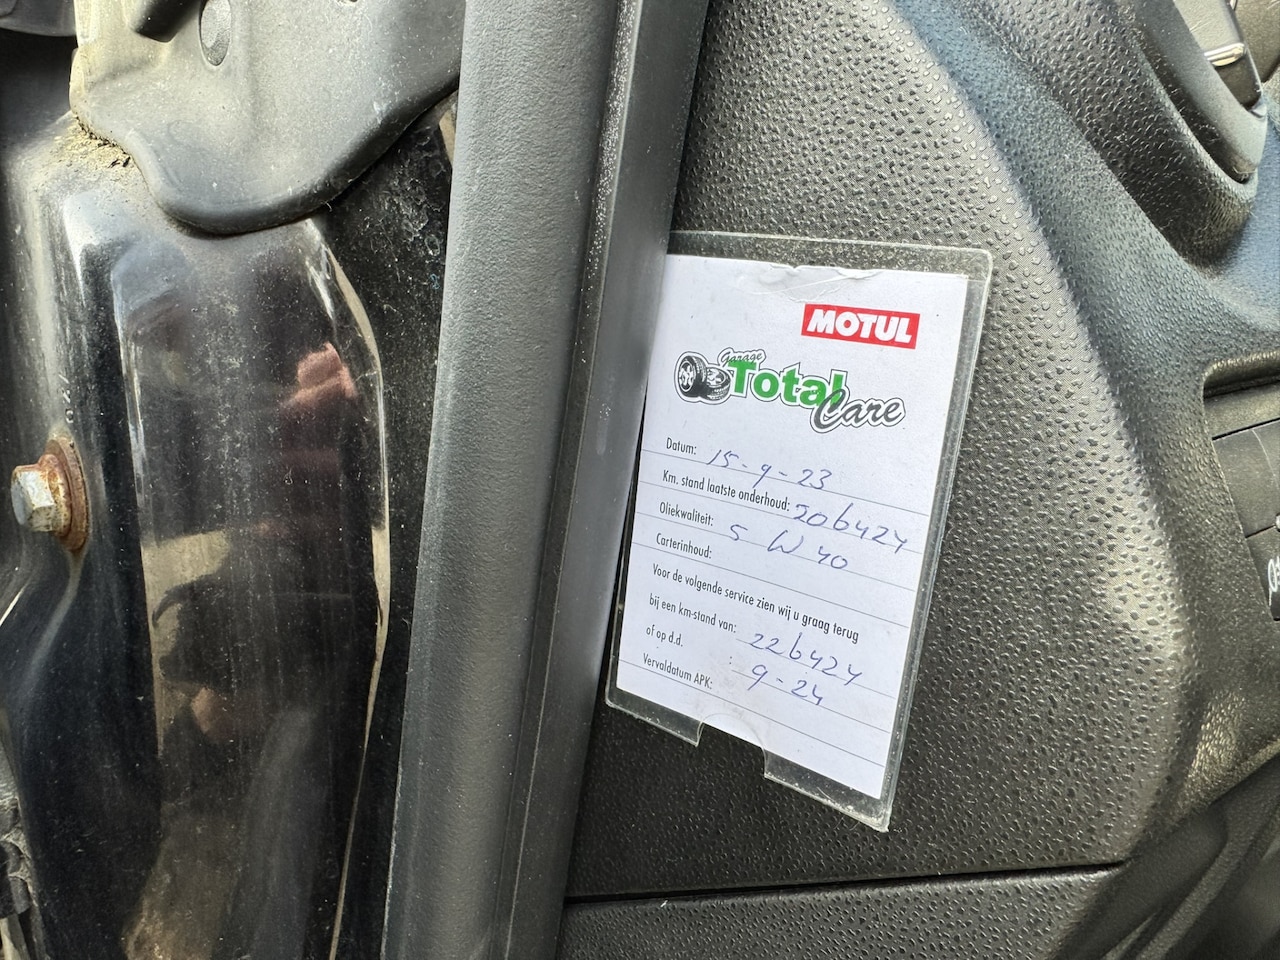 MOTUL
Garage
Total
Care
Datum: 15-9-23
Km. stand laatste onderhoud: 206424
Oliekwaliteit: 5 W 40
Carterinhoud:
Voor de volgende service zien wij u graag terug
bij een km-stand van: 226424
of op d.d. : 9-24
Vervaldatum APK: